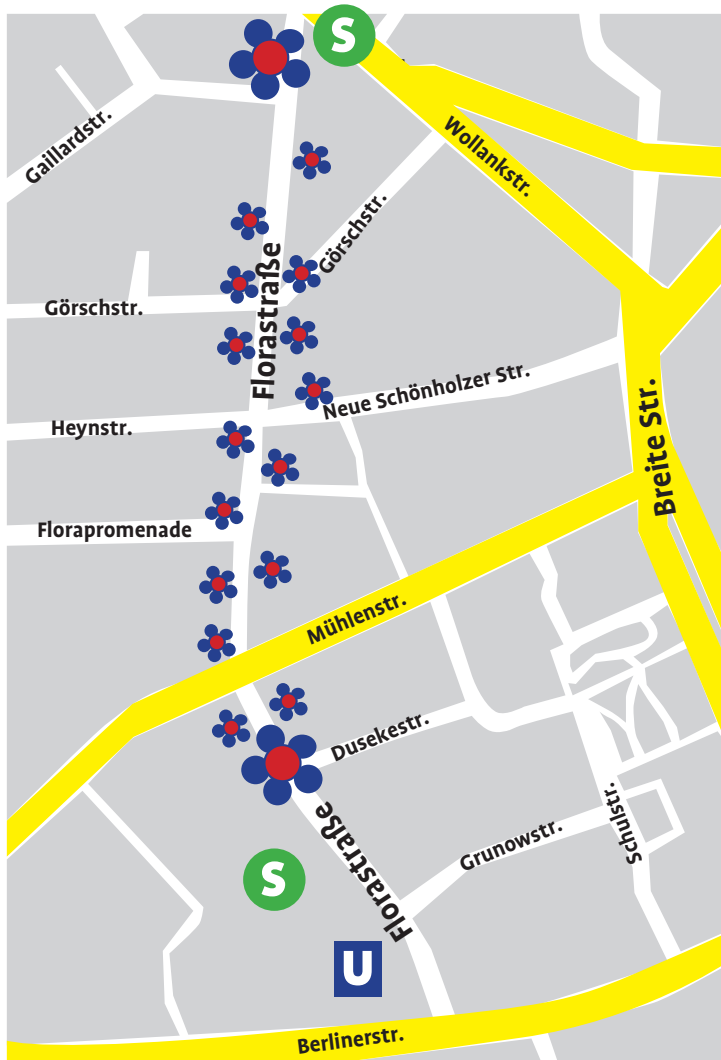 S
Gaillardstr.
Wollankstr.
Görschstr.
Florastraße
Görschstr.
Neue Schönholzer Str.
Heynstr.
Breite Str.
Florapromenade
Mühlenstr.
Dusekestr.
Schulstr.
Florastraße
Grunowstr.
S
U
Berlinerstr.